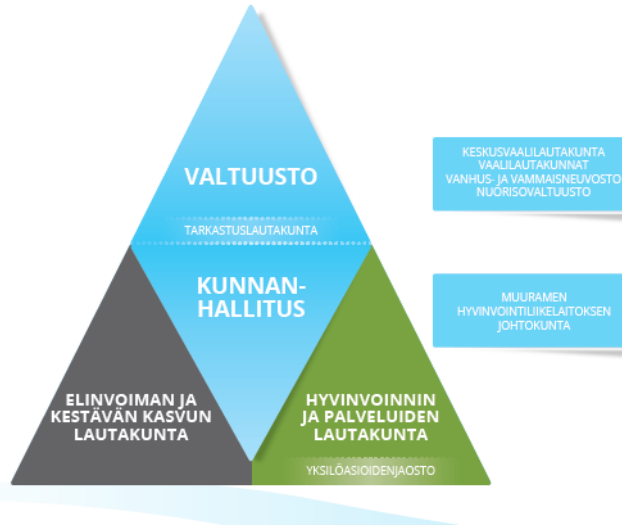 VALTUUSTO
TARKASTUSLAUTAKUNTA
KUNNAN-
HALLITUS
ELINVOIMAN JA
KESTÄVÄN KASVUN
LAUTAKUNTA
HYVINVOINNIN
JA PALVELUIDEN
LAUTAKUNTA
YKSILÖASIOIDENJAOSTO
KESKUSVAALILAUTAKUNTA
VAALILAUTAKUNNAT
VANHUS- JA VAMMAISNEUVOSTO
NUORISOVALTUUSTO
MUURAMEN
HYVINVOINTILIIKELAITOKSEN
JOHTOKUNTA